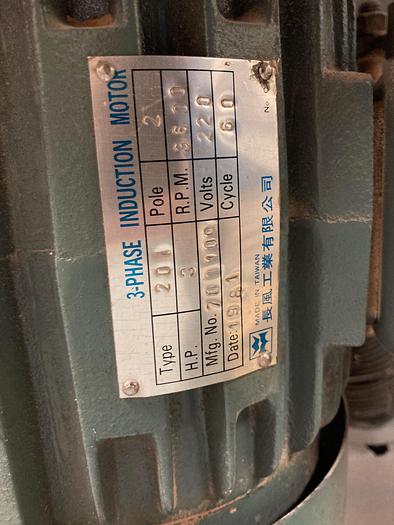 3-PHASE INDUCTION MOTOR
Type 201 Pole 2
H.P. 3 R.P.M. 3600
Mfg. No. 701109 Volts 220
Date: 1981 Cycle 60
MADE IN TAIWAN
長風工業有限公司